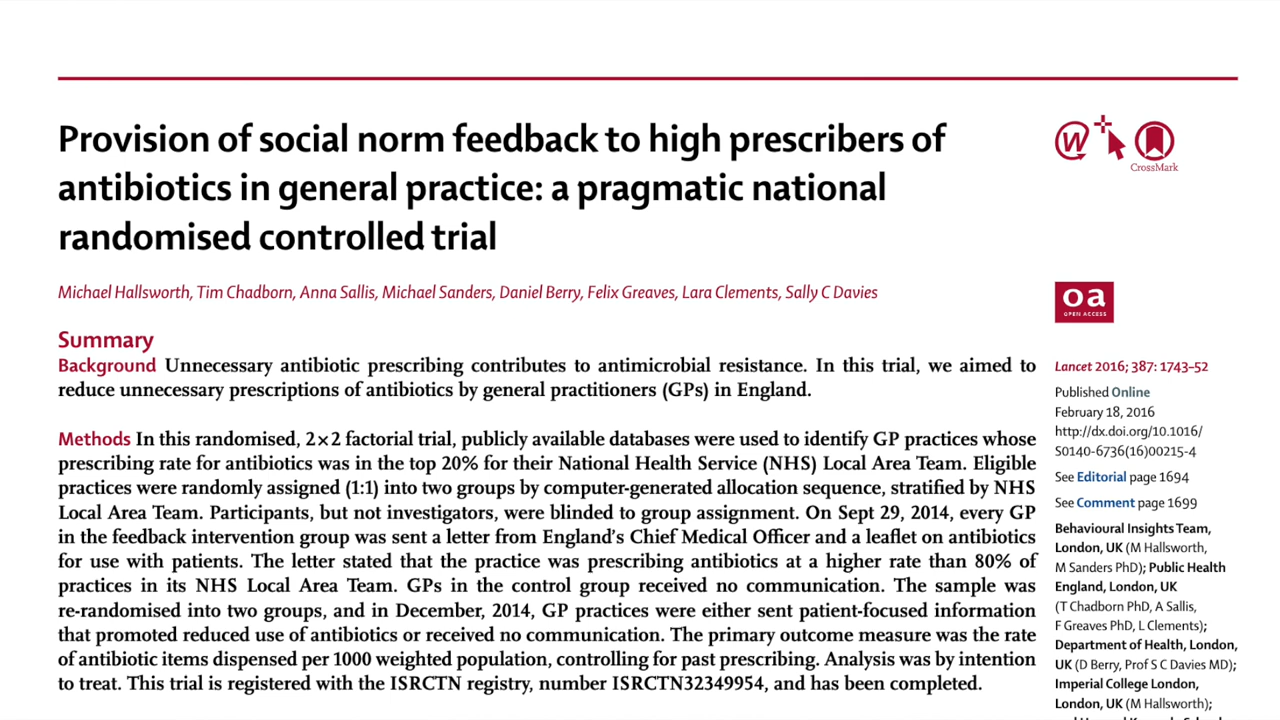 Provision of social norm feedback to high prescribers of
antibiotics in general practice: a pragmatic national
randomised controlled trial
W
CrossMark
Michael Hallsworth, Tim Chadborn, Anna Sallis, Michael Sanders, Daniel Berry, Felix Greaves, Lara Clements, Sally C Davies
oa
OPEN ACCESS
Summary
Background Unnecessary antibiotic prescribing contributes to antimicrobial resistance. In this trial, we aimed to
reduce unnecessary prescriptions of antibiotics by general practitioners (GPs) in England.
Methods In this randomised, 2×2 factorial trial, publicly available databases were used to identify GP practices whose
prescribing rate for antibiotics was in the top 20% for their National Health Service (NHS) Local Area Team. Eligible
practices were randomly assigned (1:1) into two groups by computer-generated allocation sequence, stratified by NHS
Local Area Team. Participants, but not investigators, were blinded to group assignment. On Sept 29, 2014, every GP
in the feedback intervention group was sent a letter from England's Chief Medical Officer and a leaflet on antibiotics
for use with patients. The letter stated that the practice was prescribing antibiotics at a higher rate than 80% of
practices in its NHS Local Area Team. GPs in the control group received no communication. The sample was
re-randomised into two groups, and in December, 2014, GP practices were either sent patient-focused information
that promoted reduced use of antibiotics or received no communication. The primary outcome measure was the rate
of antibiotic items dispensed per 1000 weighted population, controlling for past prescribing. Analysis was by intention
to treat. This trial is registered with the ISRCTN registry, number ISRCTN32349954, and has been completed.
Lancet 2016; 387: 1743–52
Published Online
February 18, 2016
http://dx.doi.org/10.1016/
S0140-6736(16)00215-4
See Editorial page 1694
See Comment page 1699
Behavioural Insights Team,
London, UK (M Hallsworth,
M Sanders PhD); Public Health
England, London, UK
(T Chadborn PhD, A Sallis,
F Greaves PhD, L Clements);
Department of Health, London,
UK (D Berry, Prof S C Davies MD);
Imperial College London,
London, UK (M Hallsworth);